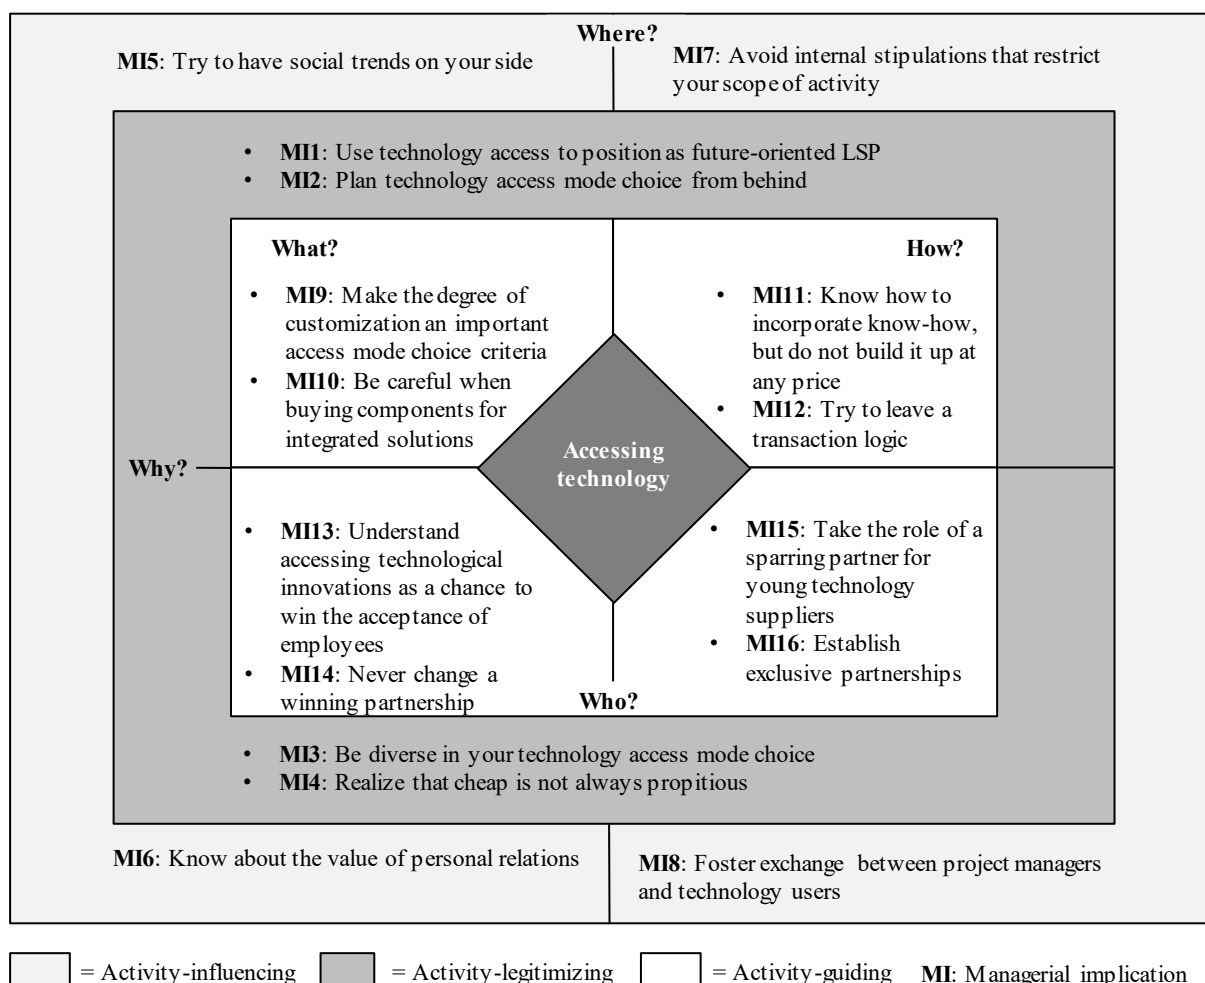 Where?
MI5: Try to have social trends on your side
MI7: Avoid internal stipulations that restrict
your scope of activity
• MI1: Use technology access to position as future-oriented LSP
• MI2: Plan technology access mode choice from behind
What?
• MI9: Make the degree of
customization an important
access mode choice criteria
• MI10: Be careful when
buying components for
integrated solutions
How?
• MI11: Know how to
incorporate know-how,
but do not build it up at
any price
• MI12: Try to leave a
transaction logic
Why?
Accessing
technology
• MI13: Understand
accessing technological
innovations as a chance to
win the acceptance of
employees
• MI14: Never change a
winning partnership
• MI15: Take the role of a
sparring partner for
young technology
suppliers
• MI16: Establish
exclusive partnerships
Who?
• MI3: Be diverse in your technology access mode choice
• MI4: Realize that cheap is not always propitious
MI6: Know about the value of personal relations
MI8: Foster exchange between project managers
and technology users
= Activity-influencing
= Activity-legitimizing
= Activity-guiding
MI: Managerial implication